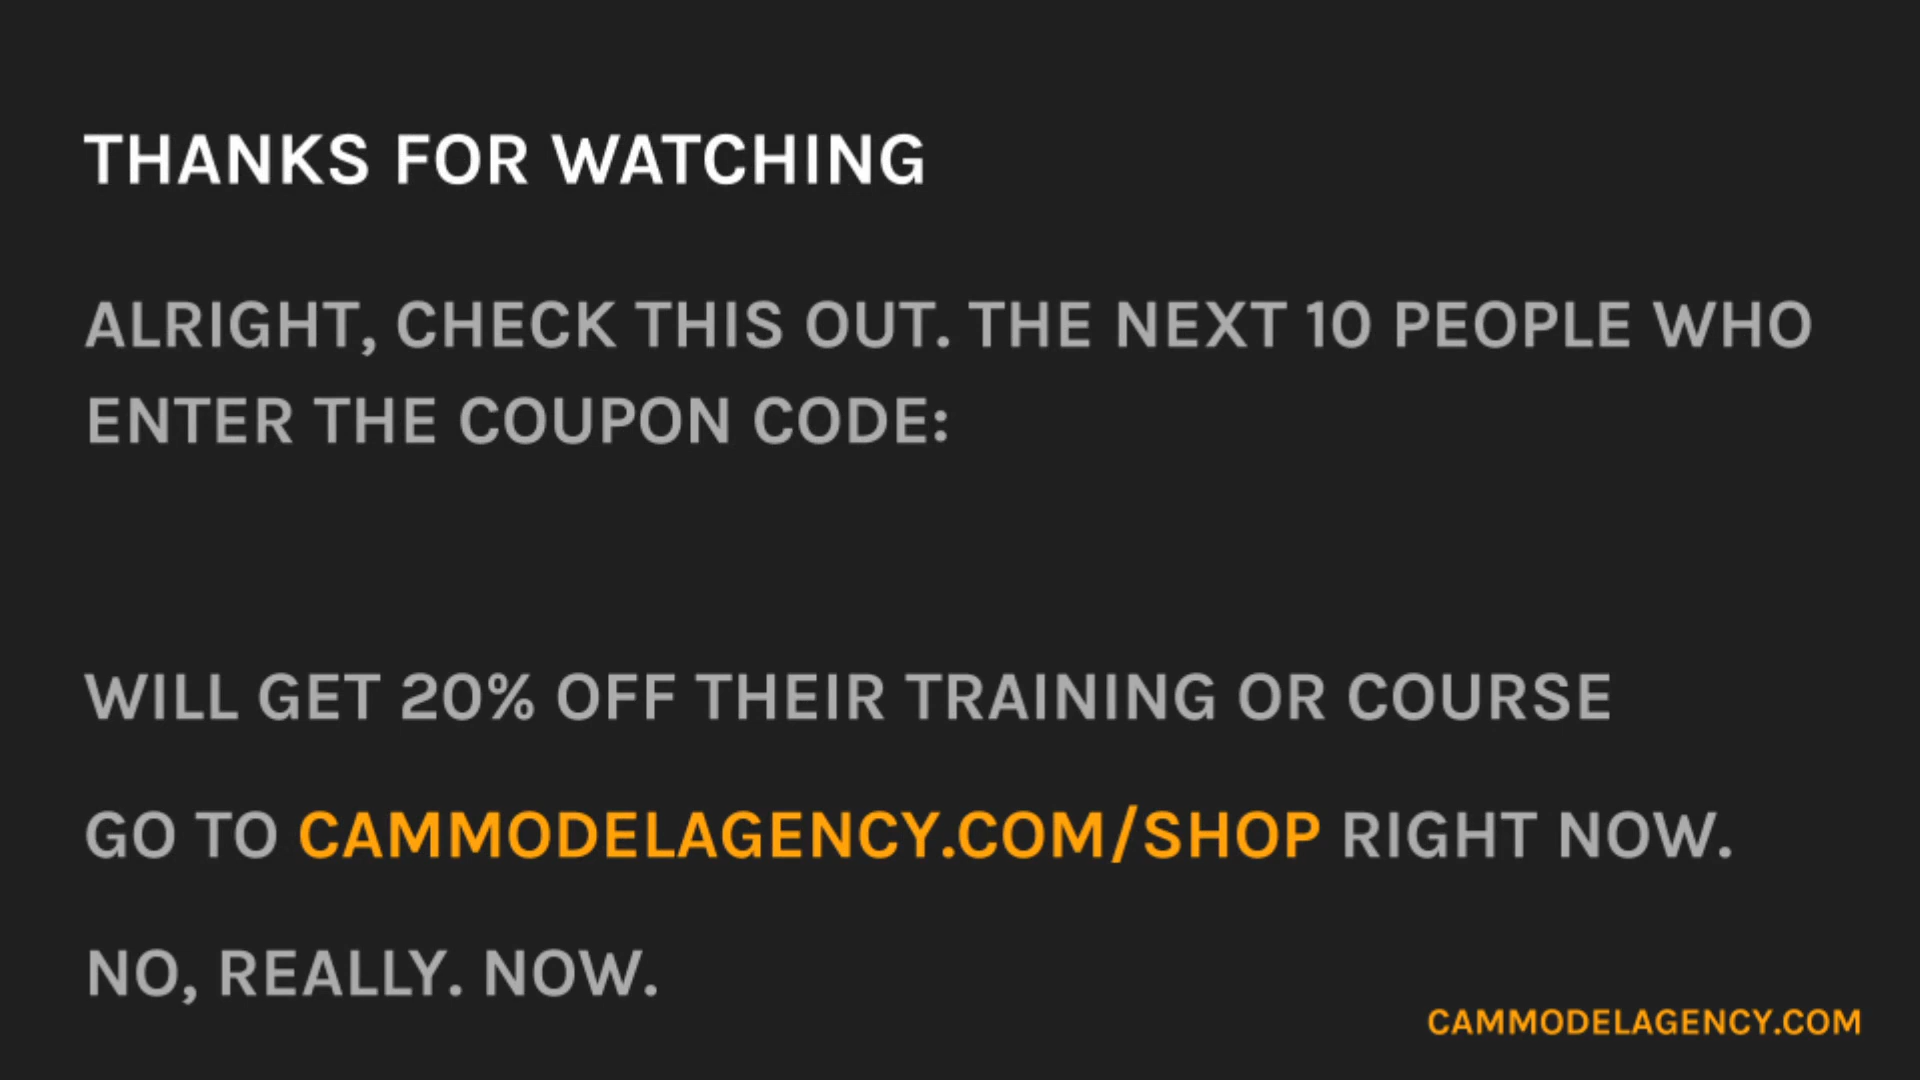 THANKS FOR WATCHING
ALRIGHT, CHECK THIS OUT. THE NEXT 10 PEOPLE WHO
ENTER THE COUPON CODE:
WILL GET 20% OFF THEIR TRAINING OR COURSE
GO TO CAMMODELAGENCY.COM/SHOP RIGHT NOW.
NO, REALLY. NOW.
CAMMODELAGENCY.COM